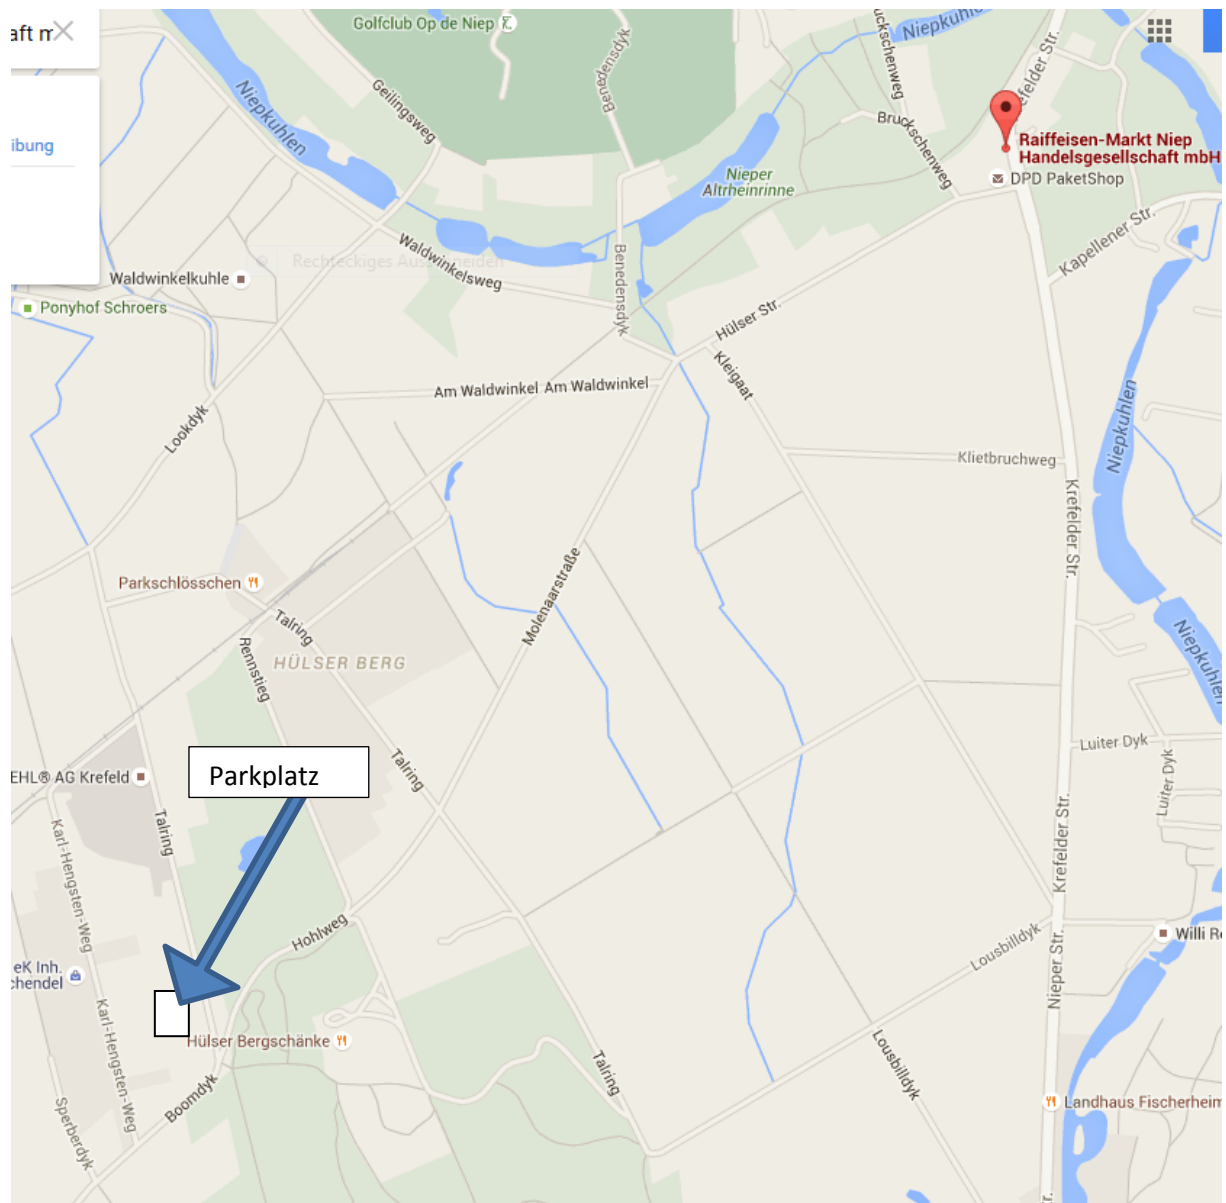 aft m
ibung
Golfclub Op de Niep
Niepkuhlen
Krefelder Str.
Bruckschenweg
Benedensdyk
Geilingsweg
Niepkuhlen
Bruckschenweg
Raiffeisen-Markt Niep
Handelsgesellschaft mbH
DPD PaketShop
Nieper
Altrheinrinne
Kapellener Str.
Waldwinkelsweg
Rechteckiges Ausschneiden
Benedensdyk
Waldwinkelkuhle
Ponyhof Schroers
Hülser Str.
Kleigaat
Am Waldwinkel Am Waldwinkel
Niepkuhlen
Lookdyk
Klietbruchweg
Krefelder Str.
Parkschlösschen
Molenaarstraße
Talring
Rennstieg
HÜLSER BERG
Niepkuhlen
Luiter Dyk
Luiter Dyk
Parkplatz
EHL® AG Krefeld
Talring
Talring
Karl-Hengsten-Weg
Krefelder Str.
Hohlweg
Lousbilldyk
Willi Re
Nieper Str.
eK Inh.
chendel
Karl-Hengsten-Weg
Hülser Bergschänke
Talring
Lousbilldyk
Boomdyk
Sperberdyk
Landhaus Fischerheim